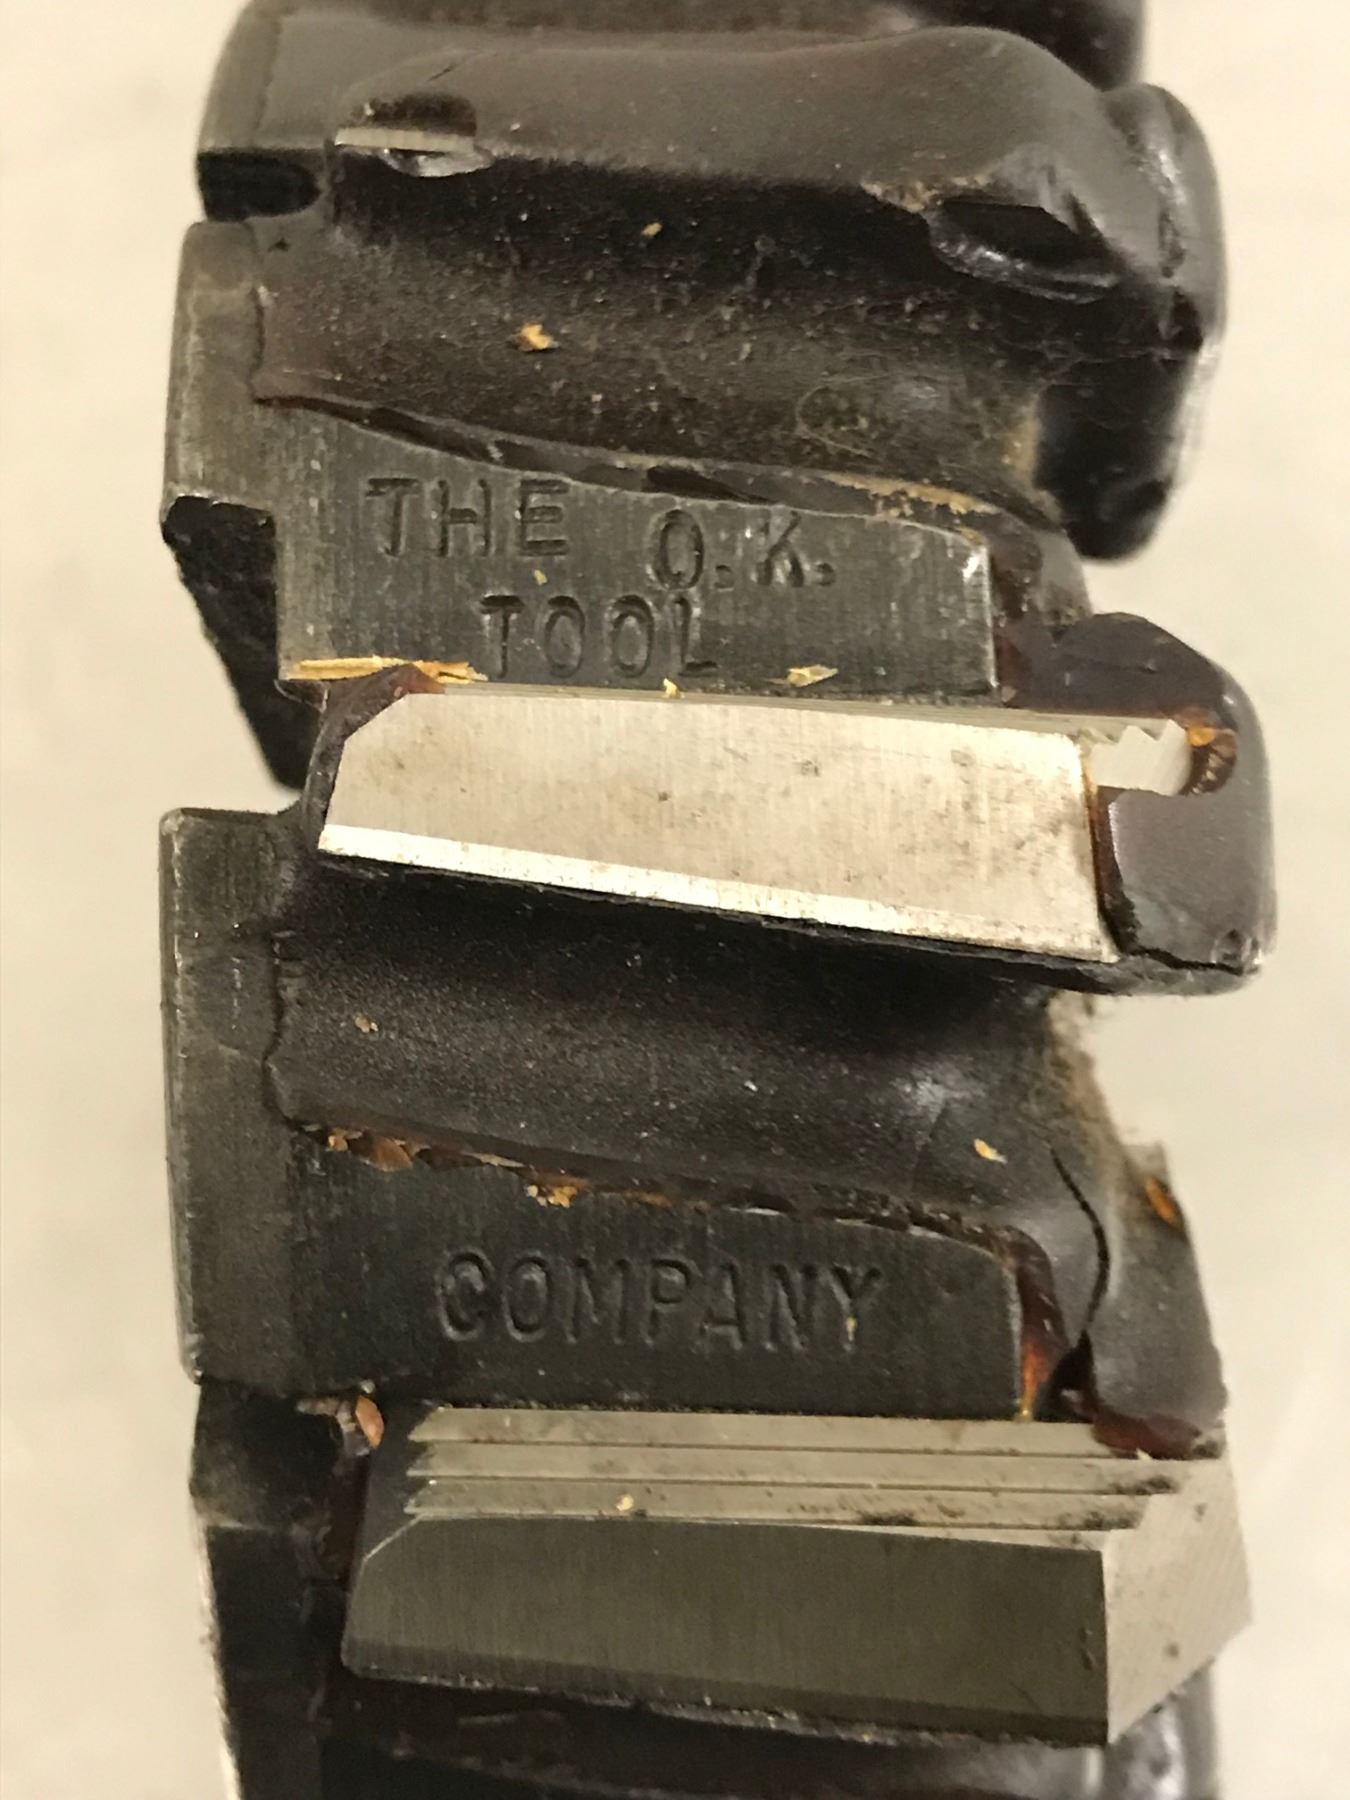 THE O.K.
TOOL
COMPANY